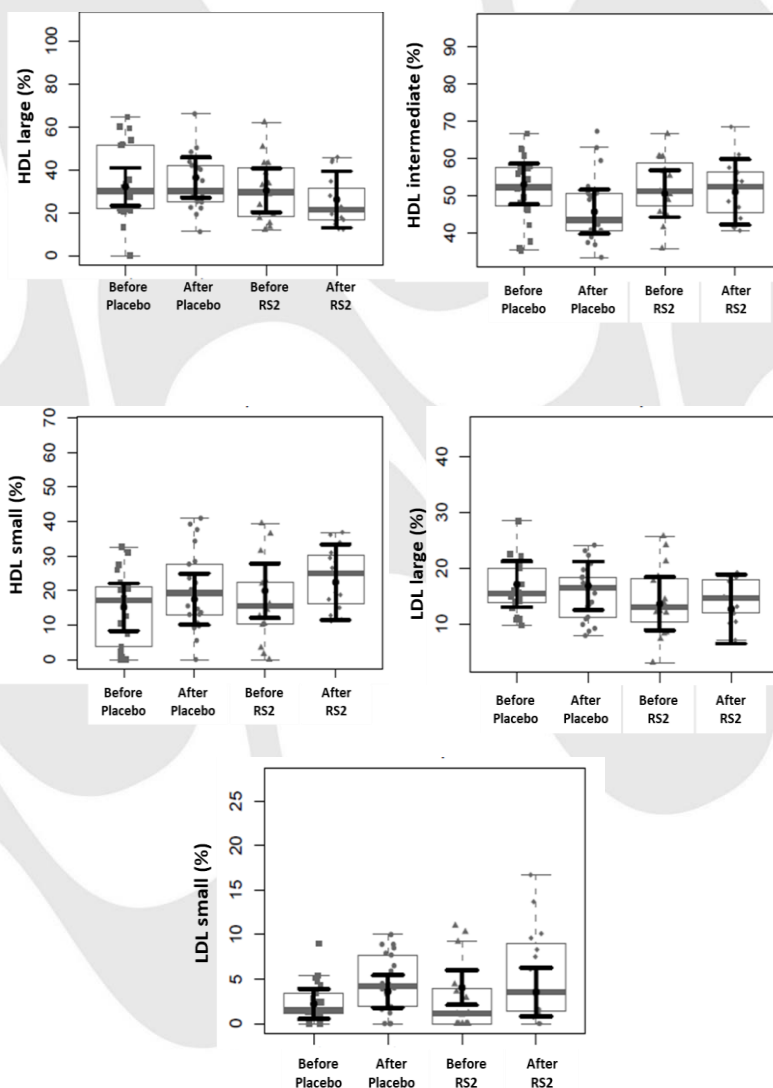 HDL large (%)
100
80
60
40
20
0
Before Placebo
After Placebo
Before RS2
After RS2
HDL intermediate (%)
90
80
70
60
50
40
Before Placebo
After Placebo
Before RS2
After RS2
HDL small (%)
70
60
50
40
30
20
10
0
Before Placebo
After Placebo
Before RS2
After RS2
LDL large (%)
40
30
20
10
Before Placebo
After Placebo
Before RS2
After RS2
LDL small (%)
25
20
15
10
5
0
Before Placebo
After Placebo
Before RS2
After RS2